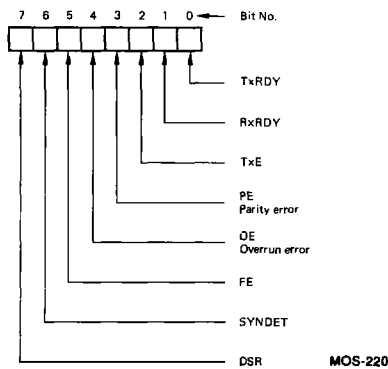 7 6 5 4 3 2 1 0 Bit No.
TxRDY
RxRDY
TxE
PE
Parity error
OE
Overrun error
FE
SYNDET
DSR MOS-220